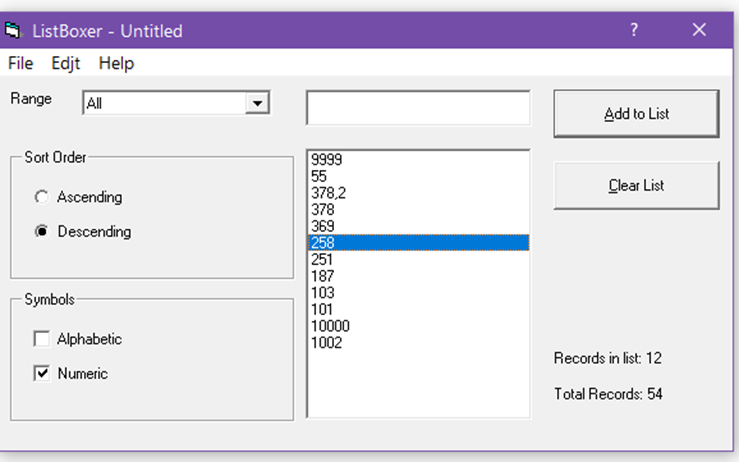 ListBoxer - Untitled
?
File Edjt Help
Range
All
Add to List
Sort Order
Ascending
Descending
9999
55
378,2
378
369
258
251
187
103
101
10000
1002
Clear List
Symbols
Alphabetic
Numeric
Records in list: 12
Total Records: 54